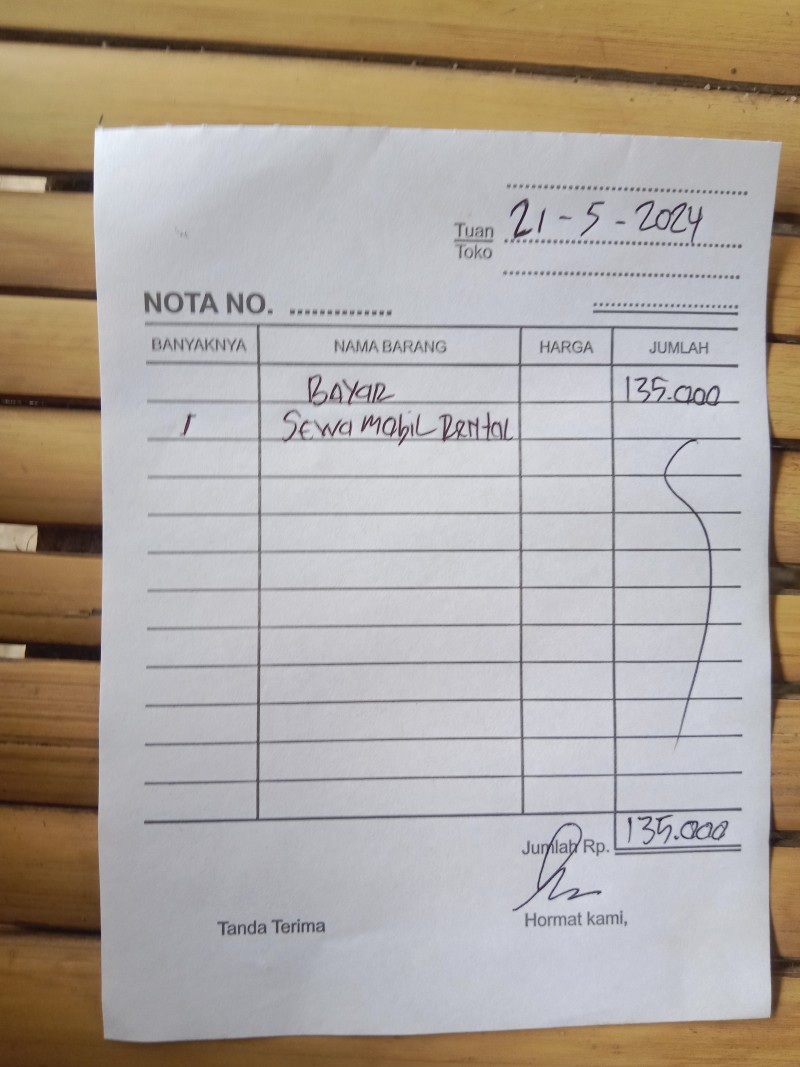 21-5-2024
Tuan
Toko
NOTA NO. ................
BANYAKNYA NAMA BARANG HARGA JUMLAH
BAYAR 135.000
1 Sewa mobil Rental
Jumlah Rp. 135.000
Tanda Terima Hormat kami,